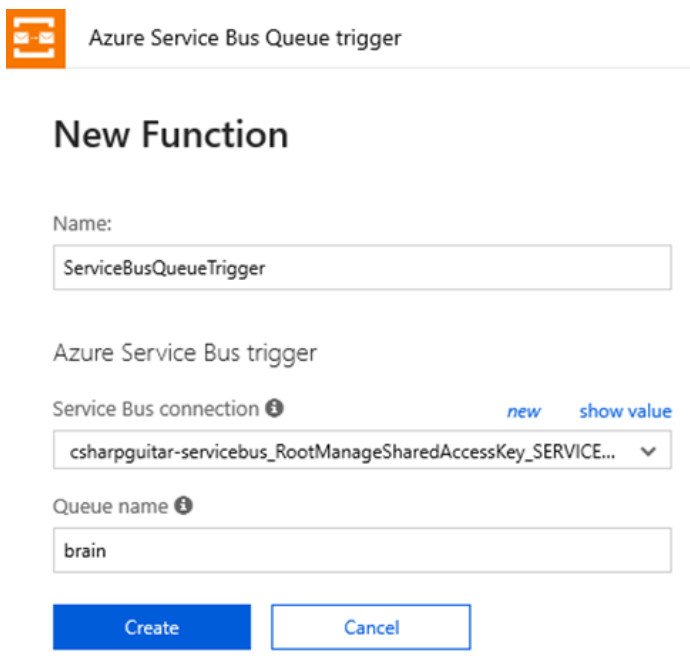 Azure Service Bus Queue trigger
New Function
Name:
ServiceBusQueueTrigger
Azure Service Bus trigger
Service Bus connection
new show value
csharpguitar-servicebus_RootManageSharedAccessKey_SERVICE...
Queue name
brain
Create Cancel